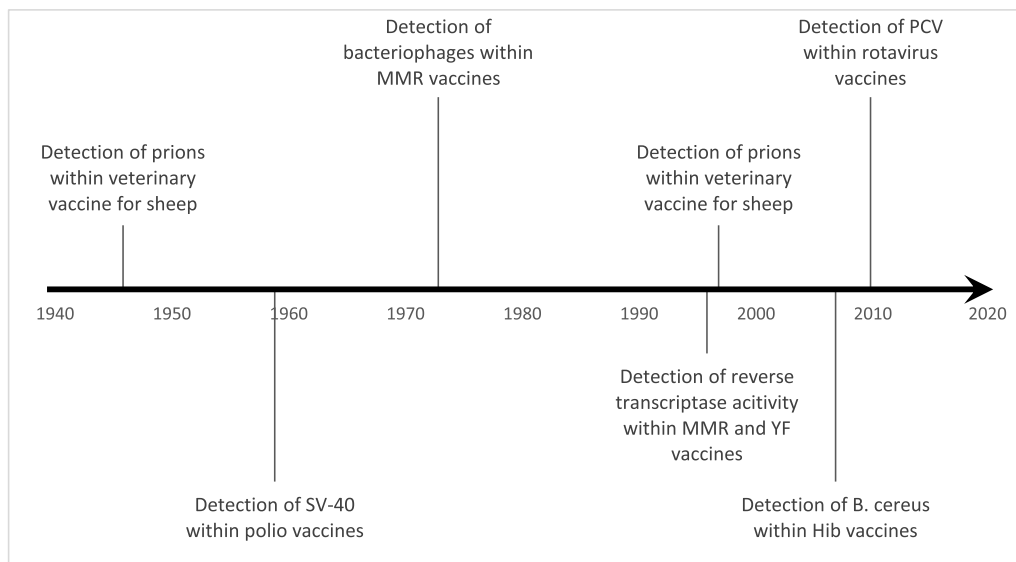 Detection of
bacteriophages within
MMR vaccines
Detection of PCV
within rotavirus
vaccines
Detection of prions
within veterinary
vaccine for sheep
Detection of prions
within veterinary
vaccine for sheep
1940 1950 1960 1970 1980 1990 2000 2010 2020
Detection of reverse
transcriptase acitivity
within MMR and YF
vaccines
Detection of SV-40
within polio vaccines
Detection of B. cereus
within Hib vaccines